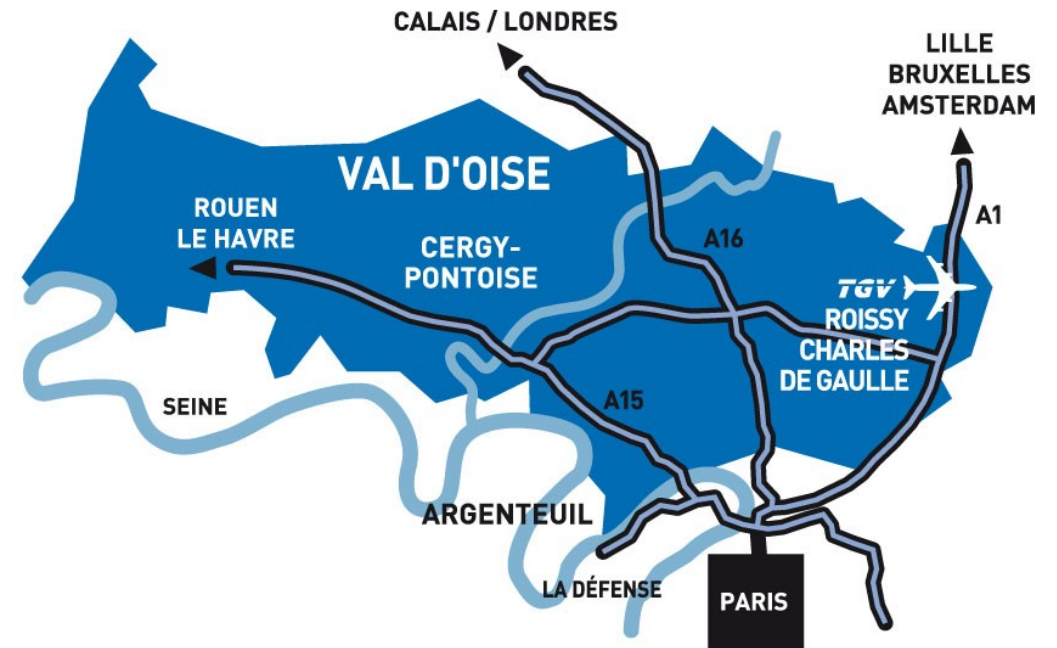 CALAIS / LONDRES
LILLE
BRUXELLES
AMSTERDAM
VAL D'OISE
ROUEN
LE HAVRE
CERGY-
PONTOISE
A16
A1
TGV
ROISSY
CHARLES
DE GAULLE
SEINE
A15
ARGENTEUIL
LA DÉFENSE
PARIS